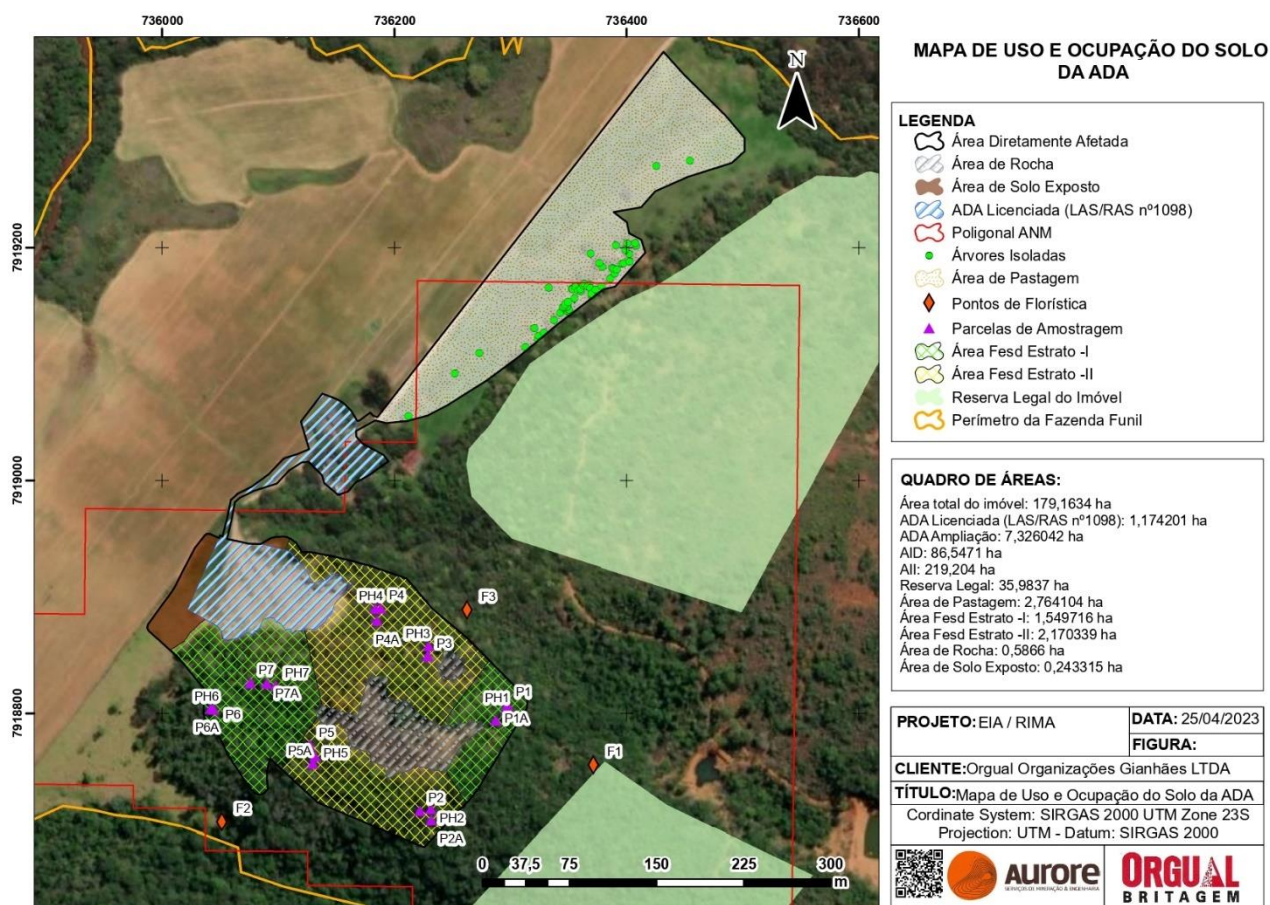 736000
736200
736400
736600
7919200
7919000
7918800
N
PH4
P4
P4A
PH3
P3
F3
P7
PH7
P7A
PH6
P6
P6A
PH1
P1
P1A
P5
P5A
PH5
F1
F2
P2
PH2
P2A
0 37,5 75 150 225 300
m
MAPA DE USO E OCUPAÇÃO DO SOLO
DA ADA
LEGENDA
Área Diretamente Afetada
Área de Rocha
Área de Solo Exposto
ADA Licenciada (LAS/RAS nº1098)
Poligonal ANM
Árvores Isoladas
Área de Pastagem
Pontos de Florística
Parcelas de Amostragem
Área Fesd Estrato -I
Área Fesd Estrato -II
Reserva Legal do Imóvel
Perímetro da Fazenda Funil
QUADRO DE ÁREAS:
Área total do imóvel: 179,1634 ha
ADA Licenciada (LAS/RAS nº1098): 1,174201 ha
ADA Ampliação: 7,326042 ha
AID: 86,5471 ha
AII: 219,204 ha
Reserva Legal: 35,9837 ha
Área de Pastagem: 2,764104 ha
Área Fesd Estrato -I: 1,549716 ha
Área Fesd Estrato -II: 2,170339 ha
Área de Rocha: 0,5866 ha
Área de Solo Exposto: 0,243315 ha
PROJETO: EIA / RIMA
DATA: 25/04/2023
FIGURA:
CLIENTE:Orgual Organizações Gianhães LTDA
TÍTULO:Mapa de Uso e Ocupação do Solo da ADA
Cordinate System: SIRGAS 2000 UTM Zone 23S
Projection: UTM - Datum: SIRGAS 2000
AURORE
SERVIÇOS DE MINERAÇÃO & ENGENHARIA
ORGUAL
BRITAGEM